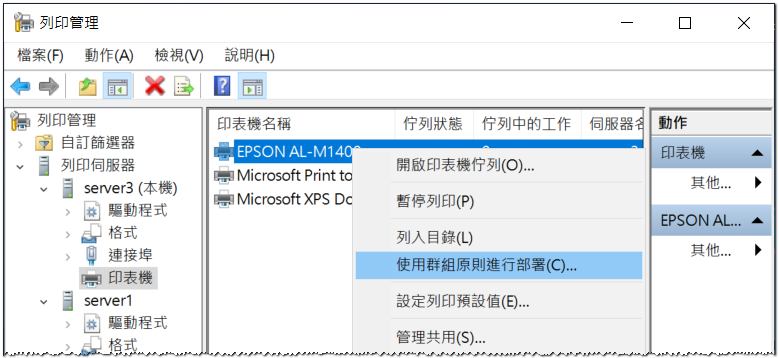 列印管理
檔案(F) 動作(A) 檢視(V) 說明(H)
列印管理
自訂篩選器
列印伺服器
server3 (本機)
驅動程式
格式
連接埠
印表機
server1
驅動程式
格式
印表機名稱 佇列狀態 佇列中的工作 伺服器名
EPSON AL-M1400
Microsoft Print to
Microsoft XPS Do
開啟印表機佇列(O)...
暫停列印(P)
列入目錄(L)
使用群組原則進行部署(C)...
設定列印預設值(E)...
管理共用(S)...
動作
印表機
其他...
EPSON AL...
其他...